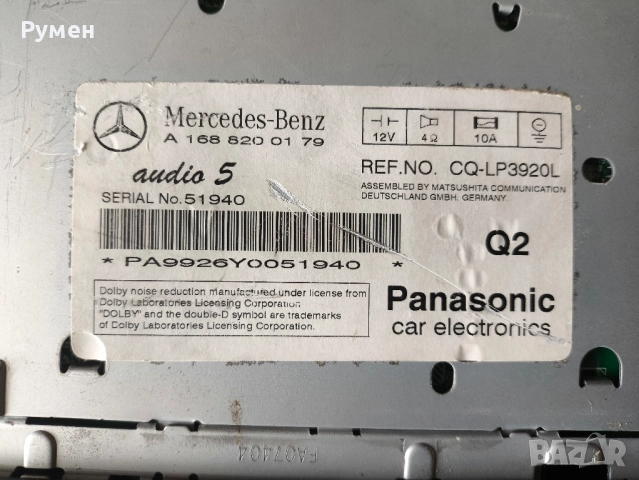 Румен
Mercedes-Benz
A 168 820 01 79
12V 4Ω 10A
audio 5
REF.NO. CQ-LP3920L
SERIAL No.51940
ASSEMBLED BY MATSUSHITA COMMUNICATION
DEUTSCHLAND GMBH. GERMANY.
* PA9926Y0051940 *
Q2
Dolby noise reduction manufactured under license from
Dolby Laboratories Licensing Corporation.
"DOLBY" and the double-D symbol are trademarks
of Dolby Laboratories Licensing Corporation.
Panasonic
car electronics
FA07404
BAZAR